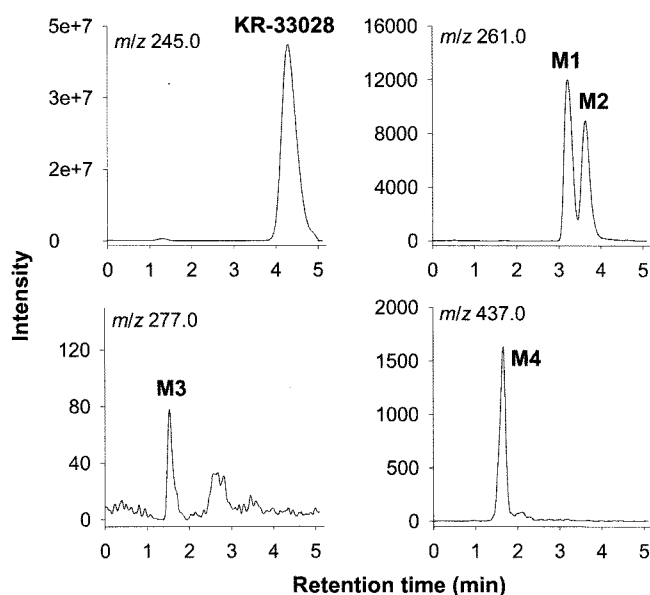 KR-33028
m/z 245.0
5e+7
3e+7
2e+7
0
0 1 2 3 4 5
m/z 261.0
M1
M2
16000
12000
8000
4000
0
0 1 2 3 4 5
Intensity
m/z 277.0
M3
120
80
40
0
0 1 2 3 4 5
m/z 437.0
M4
2000
1500
1000
500
0
0 1 2 3 4 5
Retention time (min)